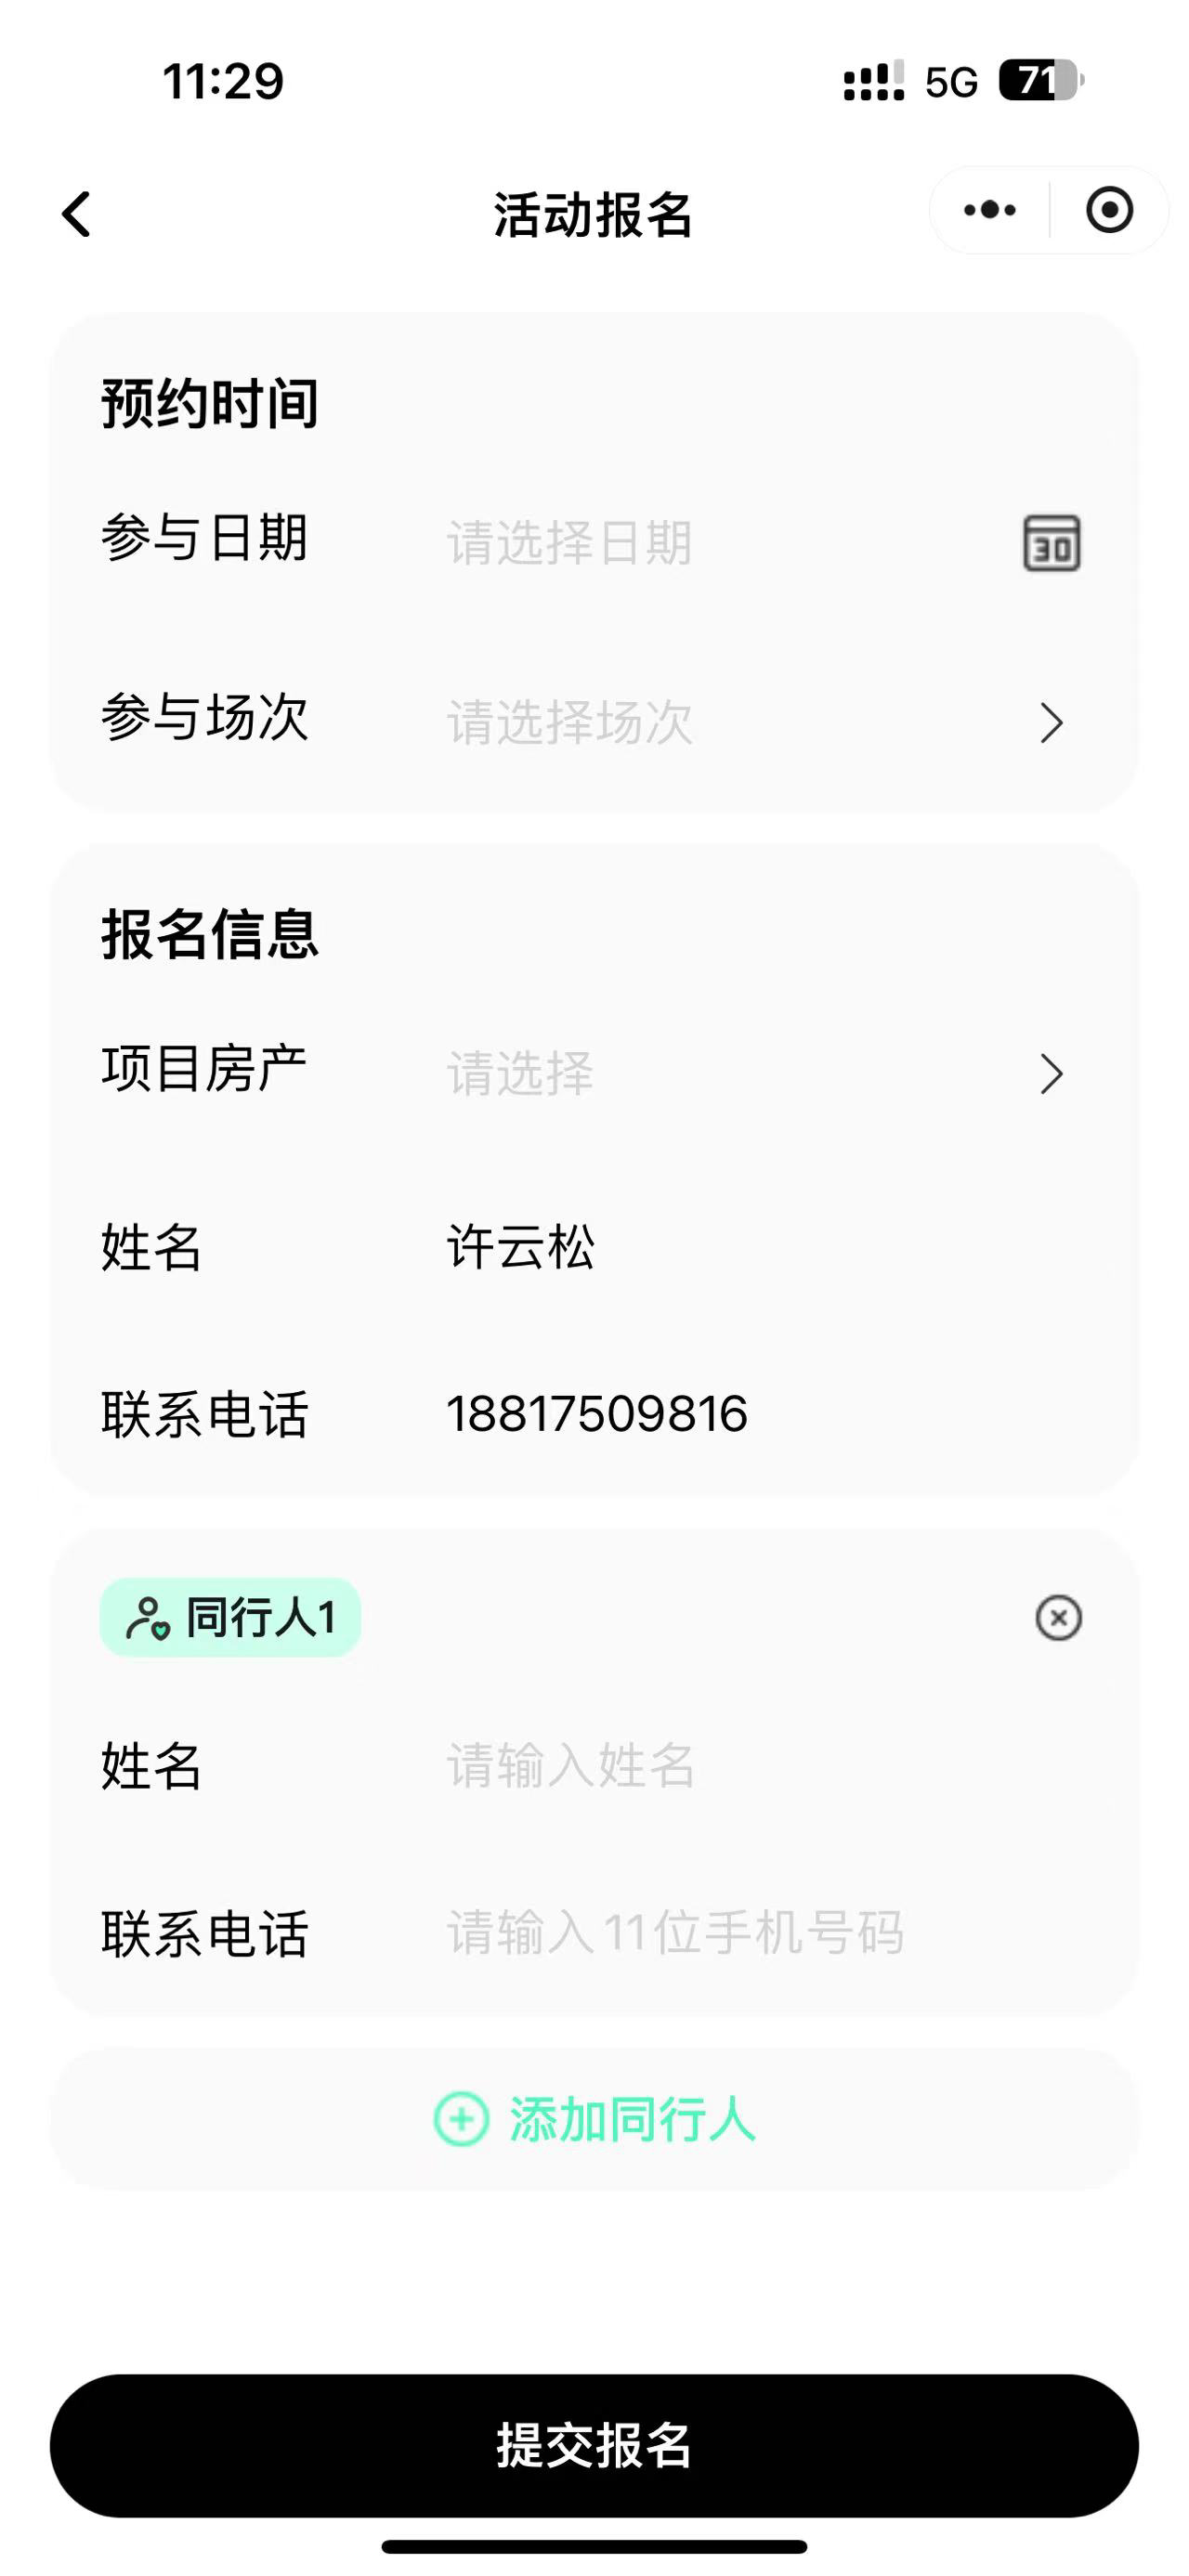 11:29 5G 71
活动报名
预约时间
参与日期 请选择日期 30
参与场次 请选择场次
报名信息
项目房产 请选择
姓名 许云松
联系电话 18817509816
同行人1
姓名 请输入姓名
联系电话 请输入11位手机号码
添加同行人
提交报名